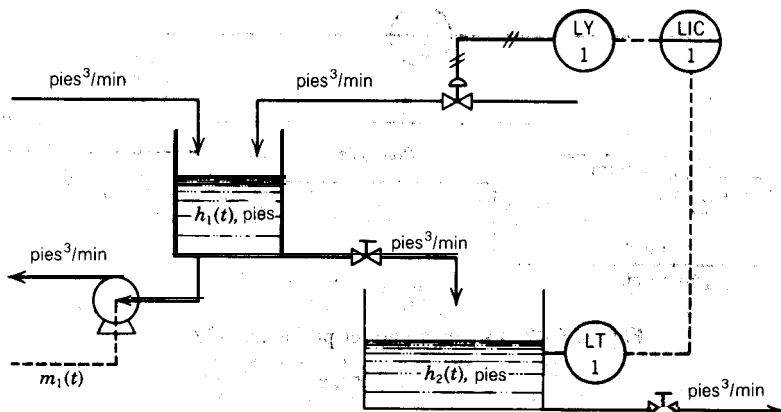 LY
1
LIC
1
pies³/min
pies³/min
h₁(t), pies
pies³/min
pies³/min
LT
1
h₂(t), pies
m₁(t)
pies³/min